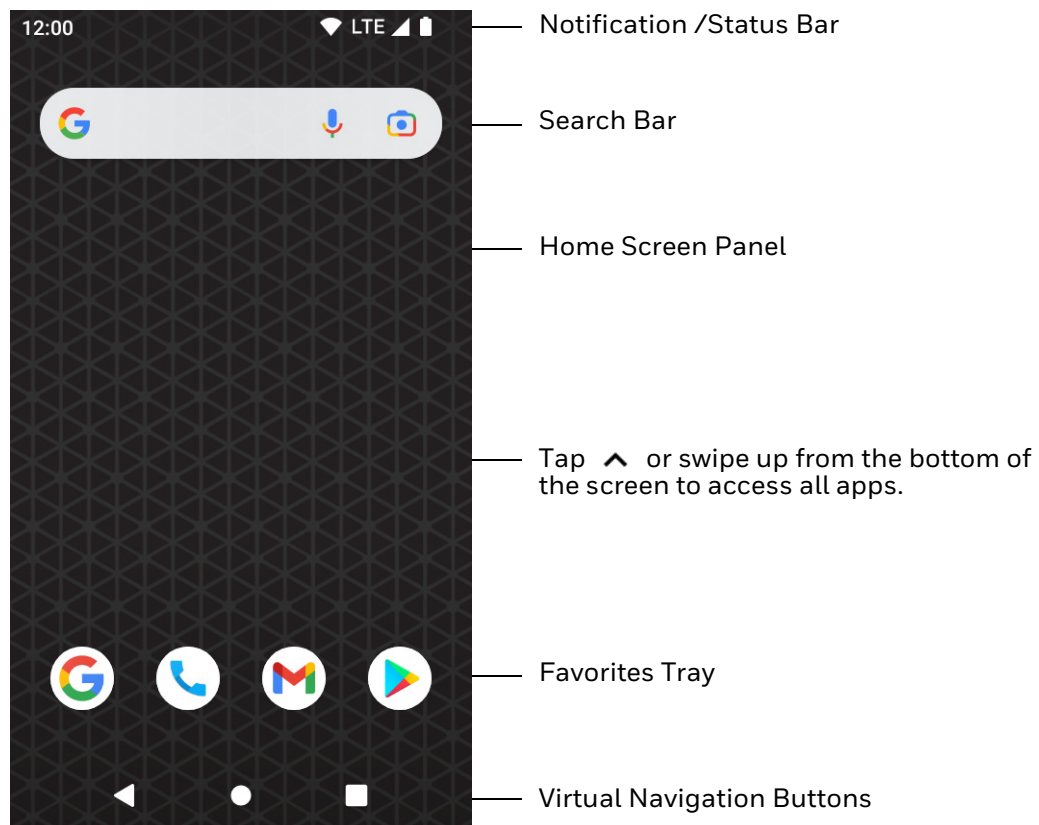 12:00 LTE
Notification /Status Bar
Search Bar
Home Screen Panel
Tap or swipe up from the bottom of
the screen to access all apps.
Favorites Tray
Virtual Navigation Buttons